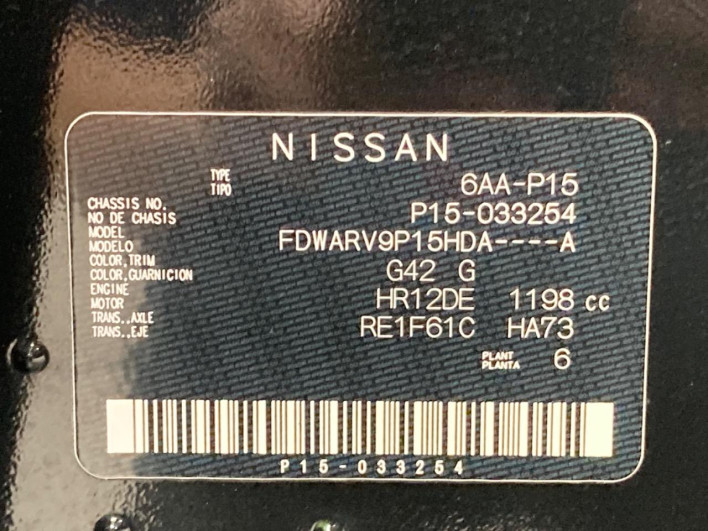 NISSAN
TYPE
TIPO 6AA-P15
CHASSIS NO.
NO DE CHASIS P15-033254
MODEL
MODELO FDWARV9P15HDA----A
COLOR,TRIM
COLOR,GUARNICION G42 G
ENGINE
MOTOR HR12DE 1198 cc
TRANS.,AXLE
TRANS.,EJE RE1F61C HA73
PLANT
PLANTA 6
P15-033254